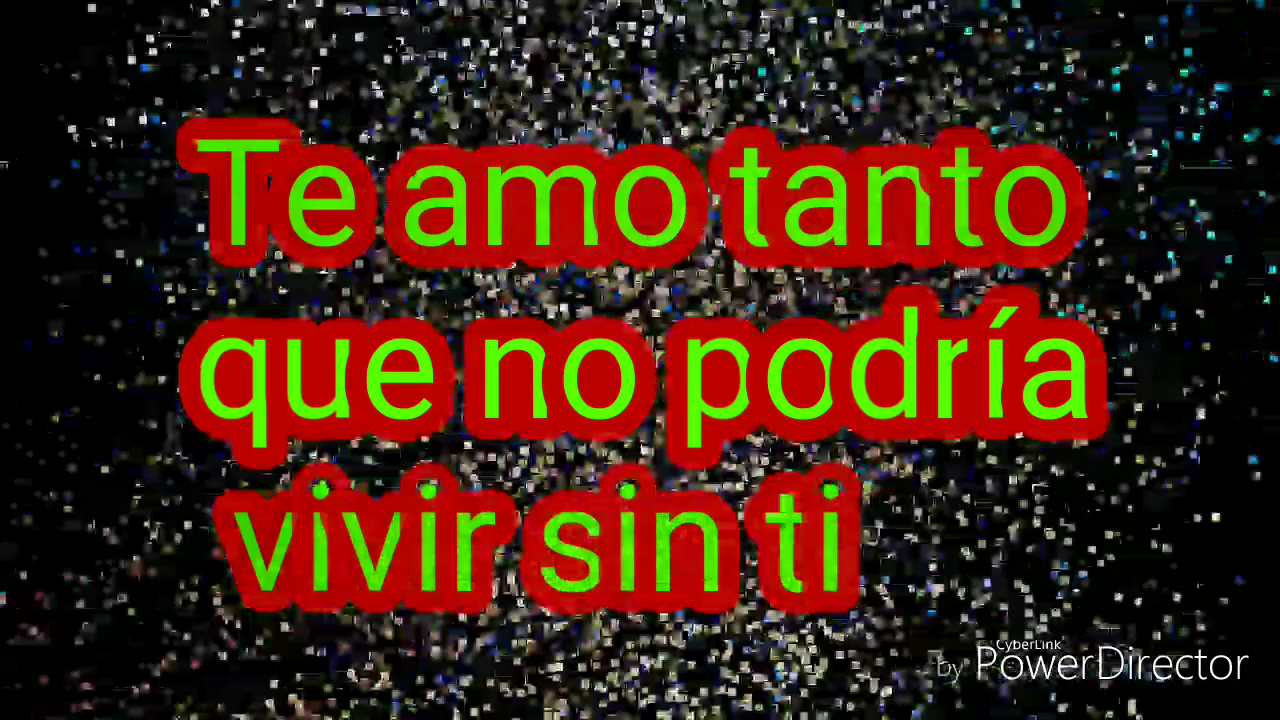 Te amo tanto
que no podría
vivir sin ti
CyberLink
by PowerDirector